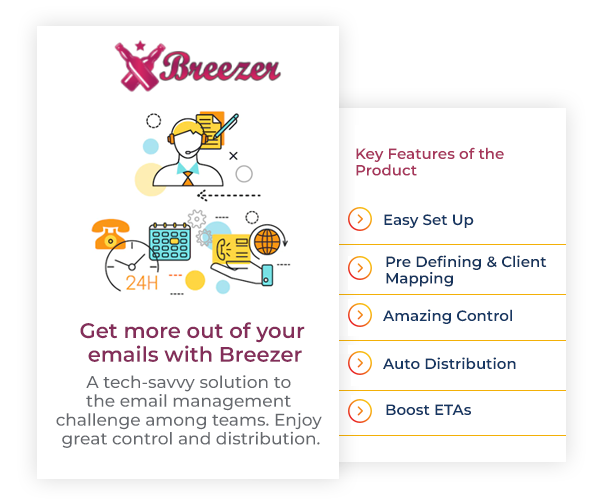 Breezer
24H
Get more out of your
emails with Breezer
A tech-savvy solution to
the email management
challenge among teams. Enjoy
great control and distribution.
Key Features of the
Product
Easy Set Up
Pre Defining & Client
Mapping
Amazing Control
Auto Distribution
Boost ETAs